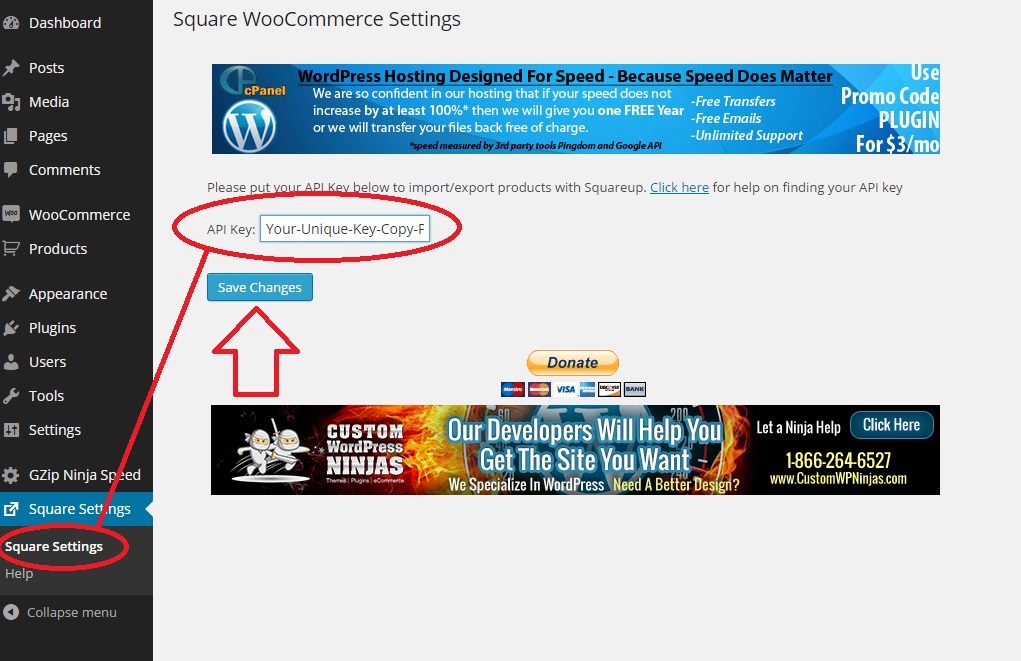 Dashboard
Posts
Media
Pages
Comments
WOO WooCommerce
Products
Appearance
Plugins
Users
Tools
Settings
GZip Ninja Speed
Square Settings
Square Settings
Help
Collapse menu
Square WooCommerce Settings
cPanel
WordPress Hosting Designed For Speed - Because Speed Does Matter
We are so confident in our hosting that if your speed does not
increase by at least 100%* then we will give you one FREE Year
or we will transfer your files back free of charge.
*speed measured by 3rd party tools Pingdom and Google API
-Free Transfers
-Free Emails
-Unlimited Support
Use
Promo Code
PLUGIN
For $3/mo
Please put your API Key below to import/export products with Squareup. Click here for help on finding your API key
API Key: Your-Unique-Key-Copy-F
Save Changes
Donate
Maestro MasterCard VISA DISCOVER BANK
CUSTOM
WORDPRESS
NINJAS
Themes | Plugins | eCommerce
60 200
Our Developers Will Help You
Get The Site You Want
We Specialize In WordPress Need A Better Design?
Let a Ninja Help Click Here
1-866-264-6527
www.CustomWPNinjas.com